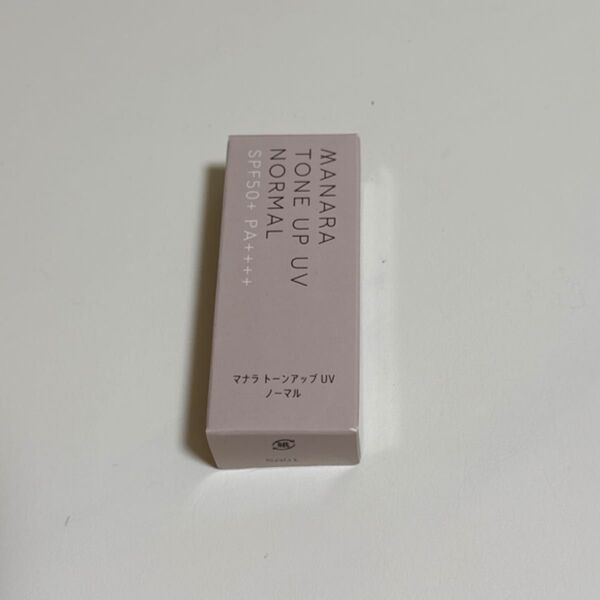 MANARA
TONE UP UV
NORMAL
SPF50+ PA++++
マナラ トーンアップ UV
ノーマル
紙